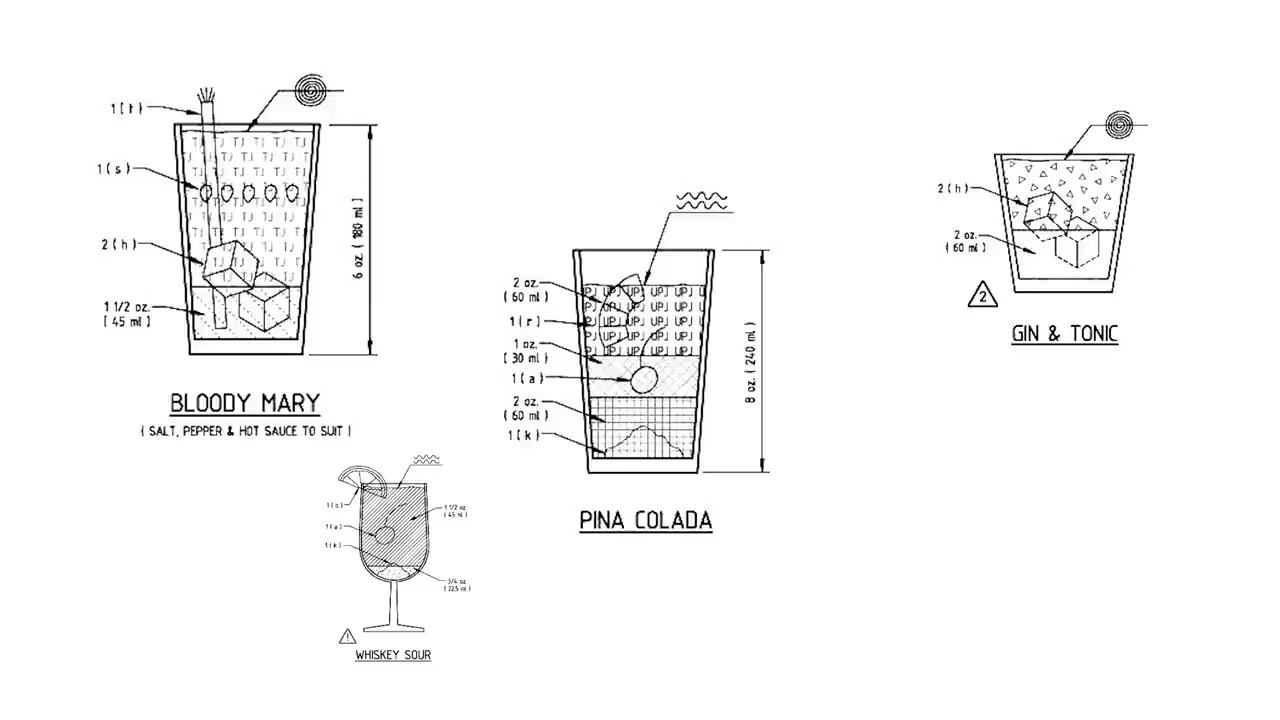 1 ( t )
1 ( s )
2 ( h )
1 1/2 oz.
( 45 ml )
6 oz. ( 180 ml )
TJ
BLOODY MARY
( SALT, PEPPER & HOT SAUCE TO SUIT )
2 oz.
( 60 ml )
1 ( r )
1 oz.
( 30 ml )
1 ( a )
2 oz.
( 60 ml )
1 ( k )
UPJ
8 oz. ( 240 ml )
PINA COLADA
2 ( h )
2 oz.
( 60 ml )
2
GIN & TONIC
1 ( b )
1 ( a )
1 ( k )
1 1/2 oz.
( 45 ml )
3/4 oz.
( 22.5 ml )
!
WHISKEY SOUR